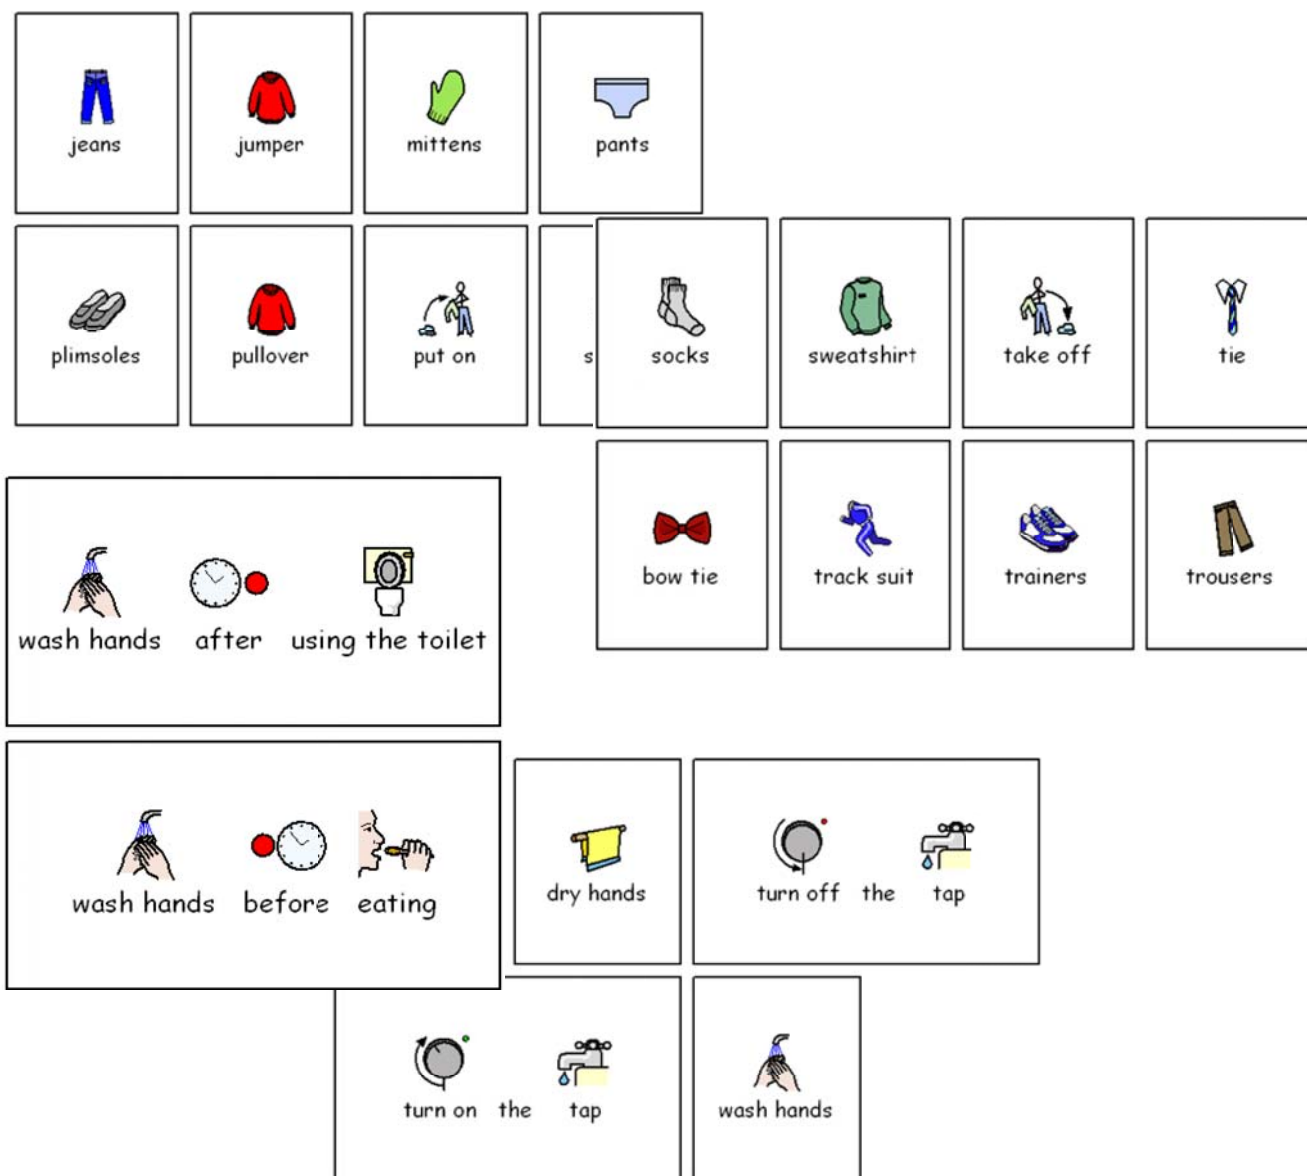 jeans jumper mittens pants
plimsoles pullover put on
socks sweatshirt take off tie
bow tie track suit trainers trousers
wash hands after using the toilet
wash hands before eating
dry hands turn off the tap
turn on the tap wash hands